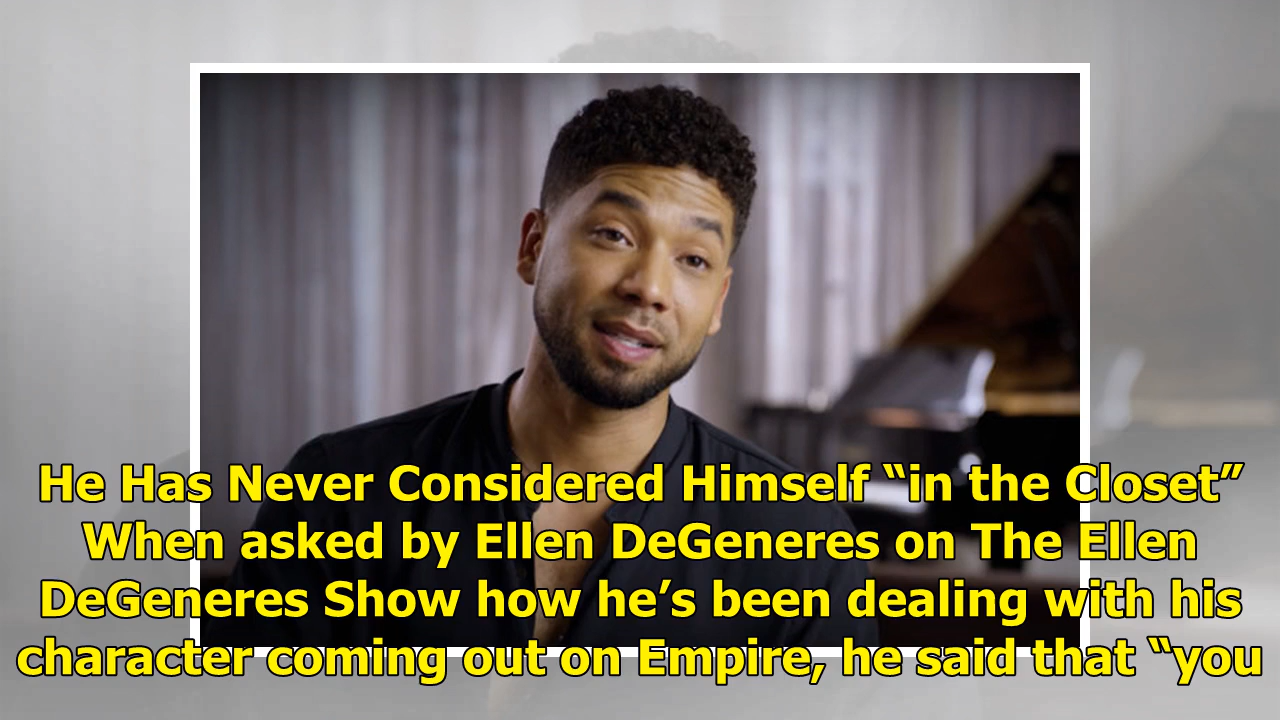 He Has Never Considered Himself “in the Closet”
When asked by Ellen DeGeneres on The Ellen
DeGeneres Show how he’s been dealing with his
character coming out on Empire, he said that “you